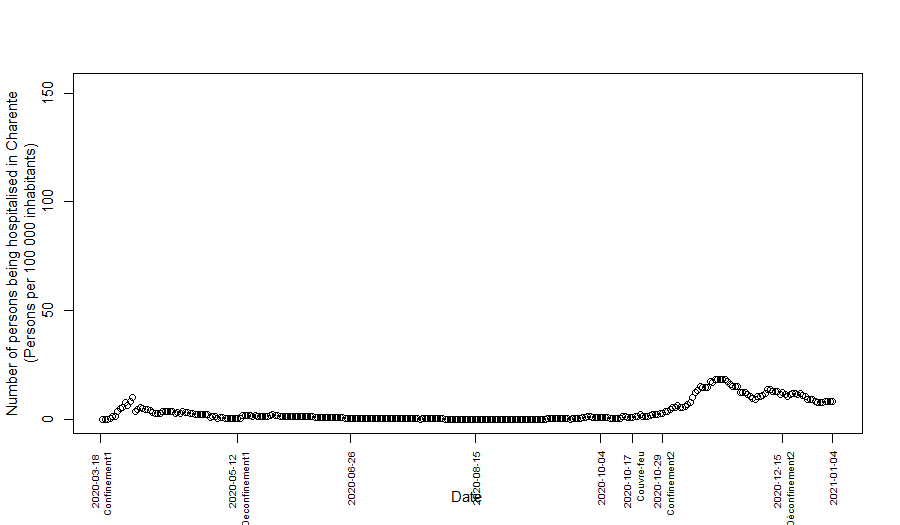 Number of persons being hospitalised in Charente
(Persons per 100 000 inhabitants)
150
100
50
0
2020-03-18
Confinement1
2020-05-12
Déconfinement1
2020-06-26
2020-08-15
2020-10-04
2020-10-17
Couvre-feu
2020-10-29
Confinement2
2020-12-15
Déconfinement2
2021-01-04
Date